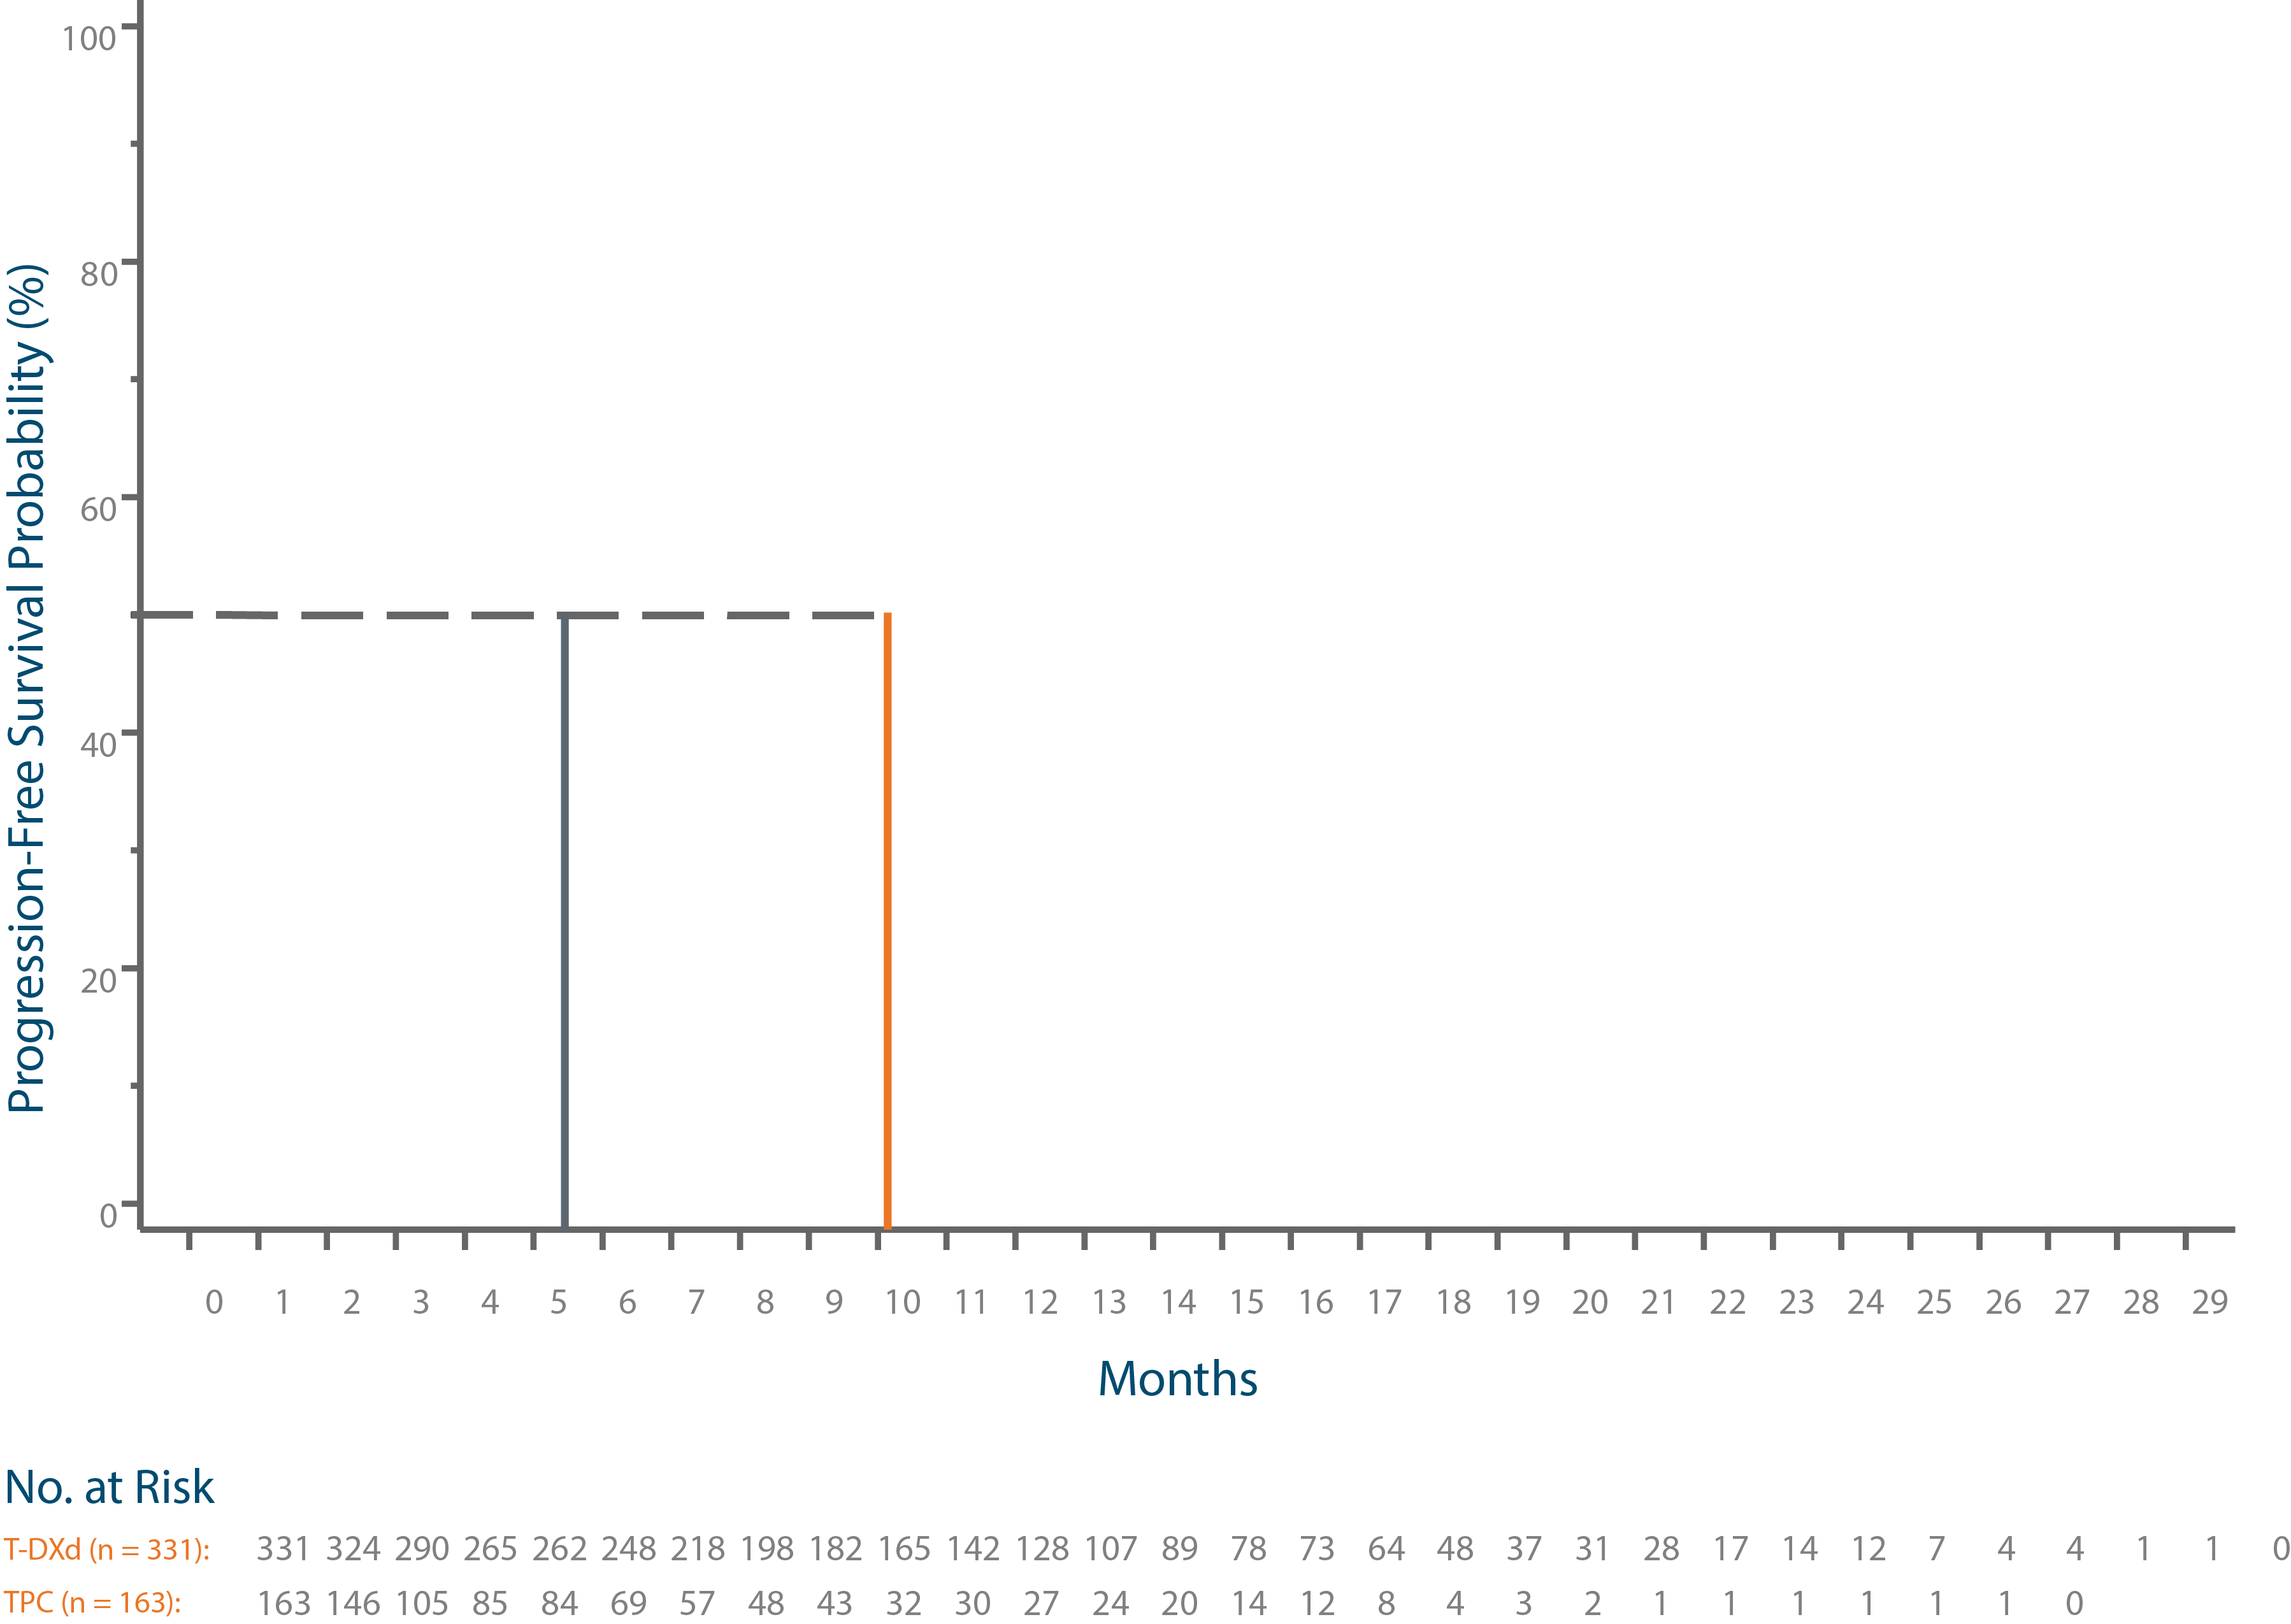 Progression-Free Survival Probability (%)
100
80
60
40
20
0
0 1 2 3 4 5 6 7 8 9 10 11 12 13 14 15 16 17 18 19 20 21 22 23 24 25 26 27 28 29
Months
No. at Risk
T-DXd (n = 331): 331 324 290 265 262 248 218 198 182 165 142 128 107 89 78 73 64 48 37 31 28 17 14 12 7 4 4 1 1 0
TPC (n = 163): 163 146 105 85 84 69 57 48 43 32 30 27 24 20 14 12 8 4 3 2 1 1 1 1 1 1 0